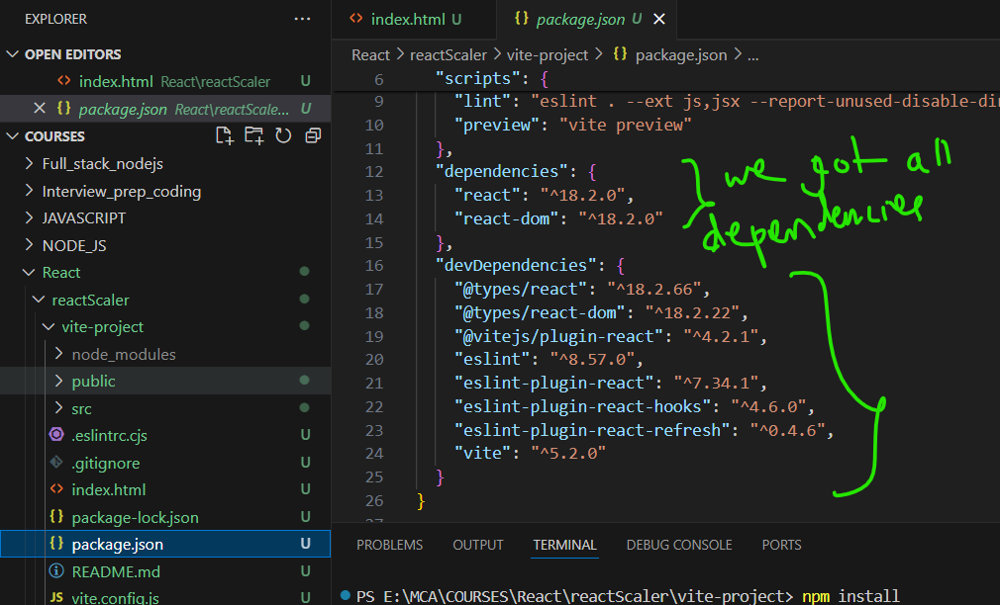 EXPLORER
OPEN EDITORS
index.html React\reactScaler U
package.json React\reactScale... U
COURSES
Full_stack_nodejs
Interview_prep_coding
JAVASCRIPT
NODE_JS
React
reactScaler
vite-project
node_modules
public
src
.eslintrc.cjs U
.gitignore U
index.html U
package-lock.json U
package.json U
README.md U
JS vite.config.js U
index.html U
{} package.json U
React > reactScaler > vite-project > {} package.json > ...
6 "scripts": {
9 "lint": "eslint . --ext js,jsx --report-unused-disable-di
10 "preview": "vite preview"
11 },
12 "dependencies": {
13 "react": "^18.2.0",
14 "react-dom": "^18.2.0"
15 },
16 "devDependencies": {
17 "@types/react": "^18.2.66",
18 "@types/react-dom": "^18.2.22",
19 "@vitejs/plugin-react": "^4.2.1",
20 "eslint": "^8.57.0",
21 "eslint-plugin-react": "^7.34.1",
22 "eslint-plugin-react-hooks": "^4.6.0",
23 "eslint-plugin-react-refresh": "^0.4.6",
24 "vite": "^5.2.0"
25 }
26 }
27
we got all
dependencies
PROBLEMS OUTPUT TERMINAL DEBUG CONSOLE PORTS
PS E:\MCA\COURSES\React\reactScaler\vite-project> npm install